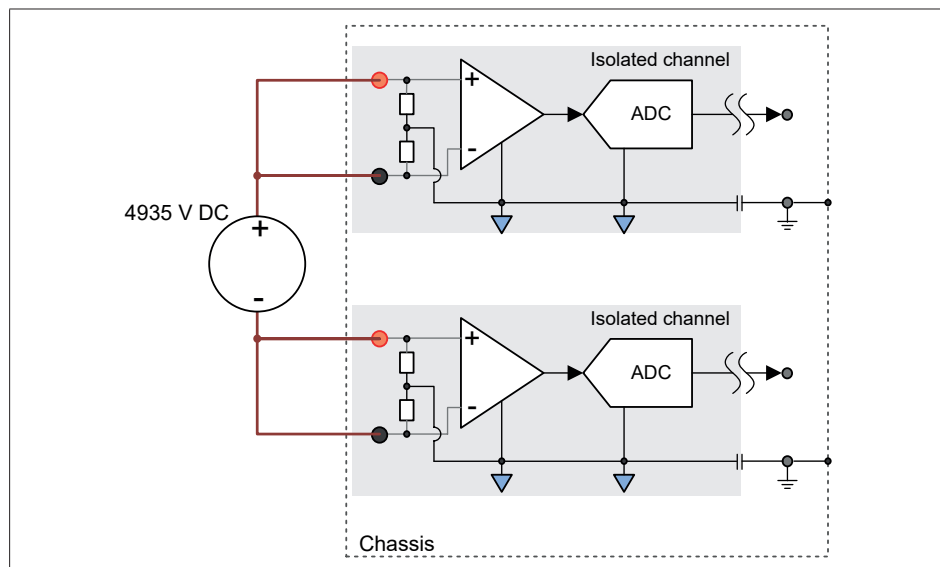 Isolated channel
+
-
ADC
4935 V DC
+
-
Isolated channel
+
-
ADC
Chassis